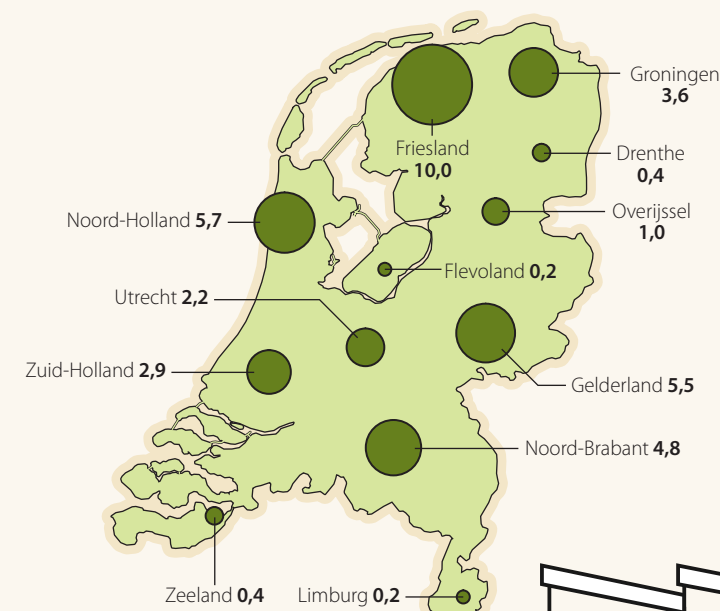 Groningen
3,6
Friesland
10,0
Drenthe
0,4
Overijssel
1,0
Noord-Holland 5,7
Flevoland 0,2
Utrecht 2,2
Zuid-Holland 2,9
Gelderland 5,5
Noord-Brabant 4,8
Zeeland 0,4
Limburg 0,2